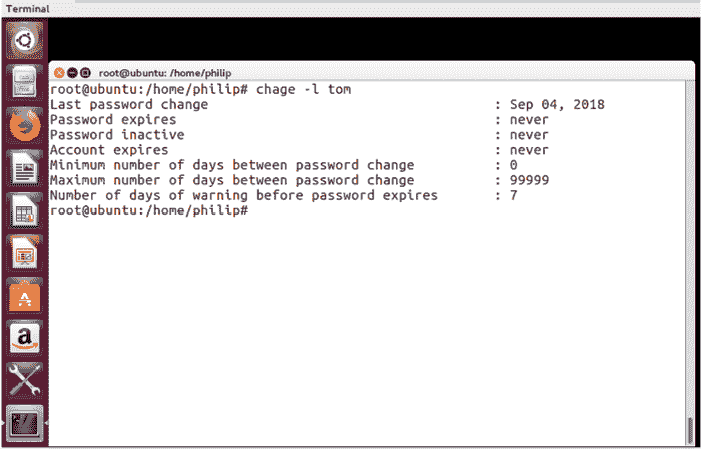 Terminal
root@ubuntu: /home/philip
root@ubuntu:/home/philip# chage -l tom
Last password change : Sep 04, 2018
Password expires : never
Password inactive : never
Account expires : never
Minimum number of days between password change : 0
Maximum number of days between password change : 99999
Number of days of warning before password expires : 7
root@ubuntu:/home/philip#